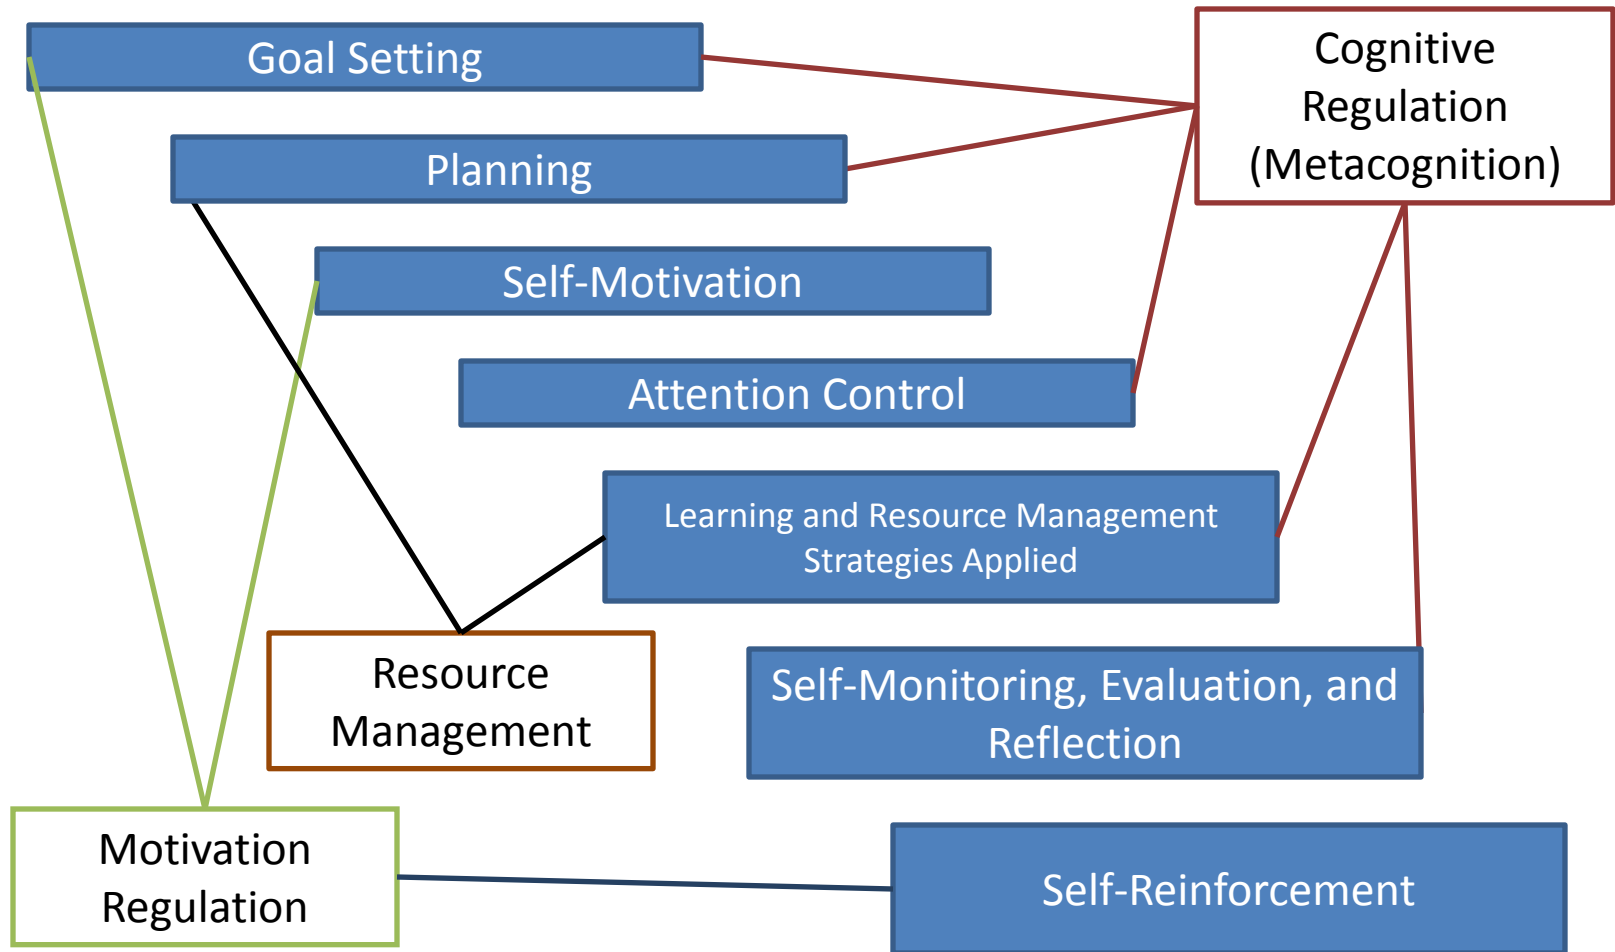 Goal Setting
Cognitive
Regulation
(Metacognition)
Planning
Self-Motivation
Attention Control
Learning and Resource Management
Strategies Applied
Resource
Management
Self-Monitoring, Evaluation, and
Reflection
Motivation
Regulation
Self-Reinforcement